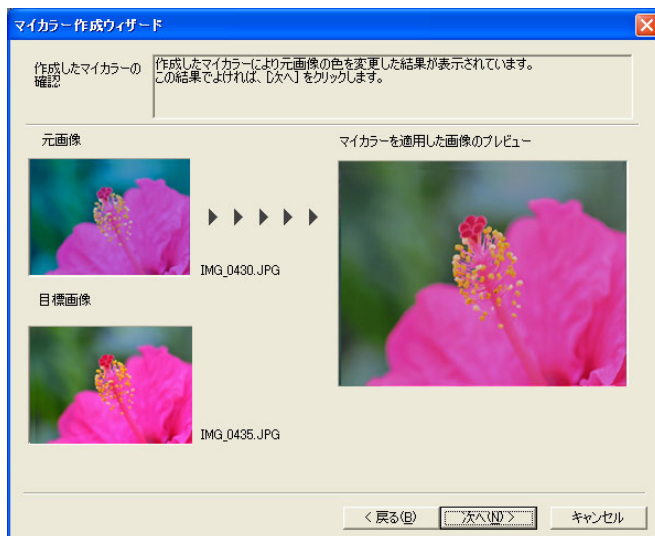 マイカラー作成ウィザード
作成したマイカラーの
確認
作成したマイカラーにより元画像の色を変更した結果が表示されています。
この結果でよければ、[次へ] をクリックします。
元画像
マイカラーを適用した画像のプレビュー
IMG_0430.JPG
目標画像
IMG_0435.JPG
< 戻る(B)
次へ(N) >
キャンセル